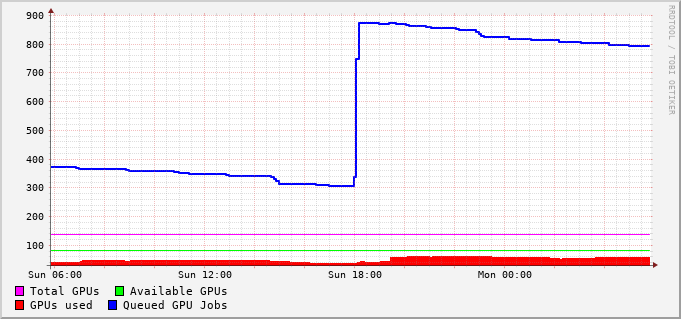 900
800
700
600
500
400
300
200
100
Sun 06:00 Sun 12:00 Sun 18:00 Mon 00:00
Total GPUs Available GPUs
GPUs used Queued GPU Jobs
RRDTOOL / TOBI OETIKER